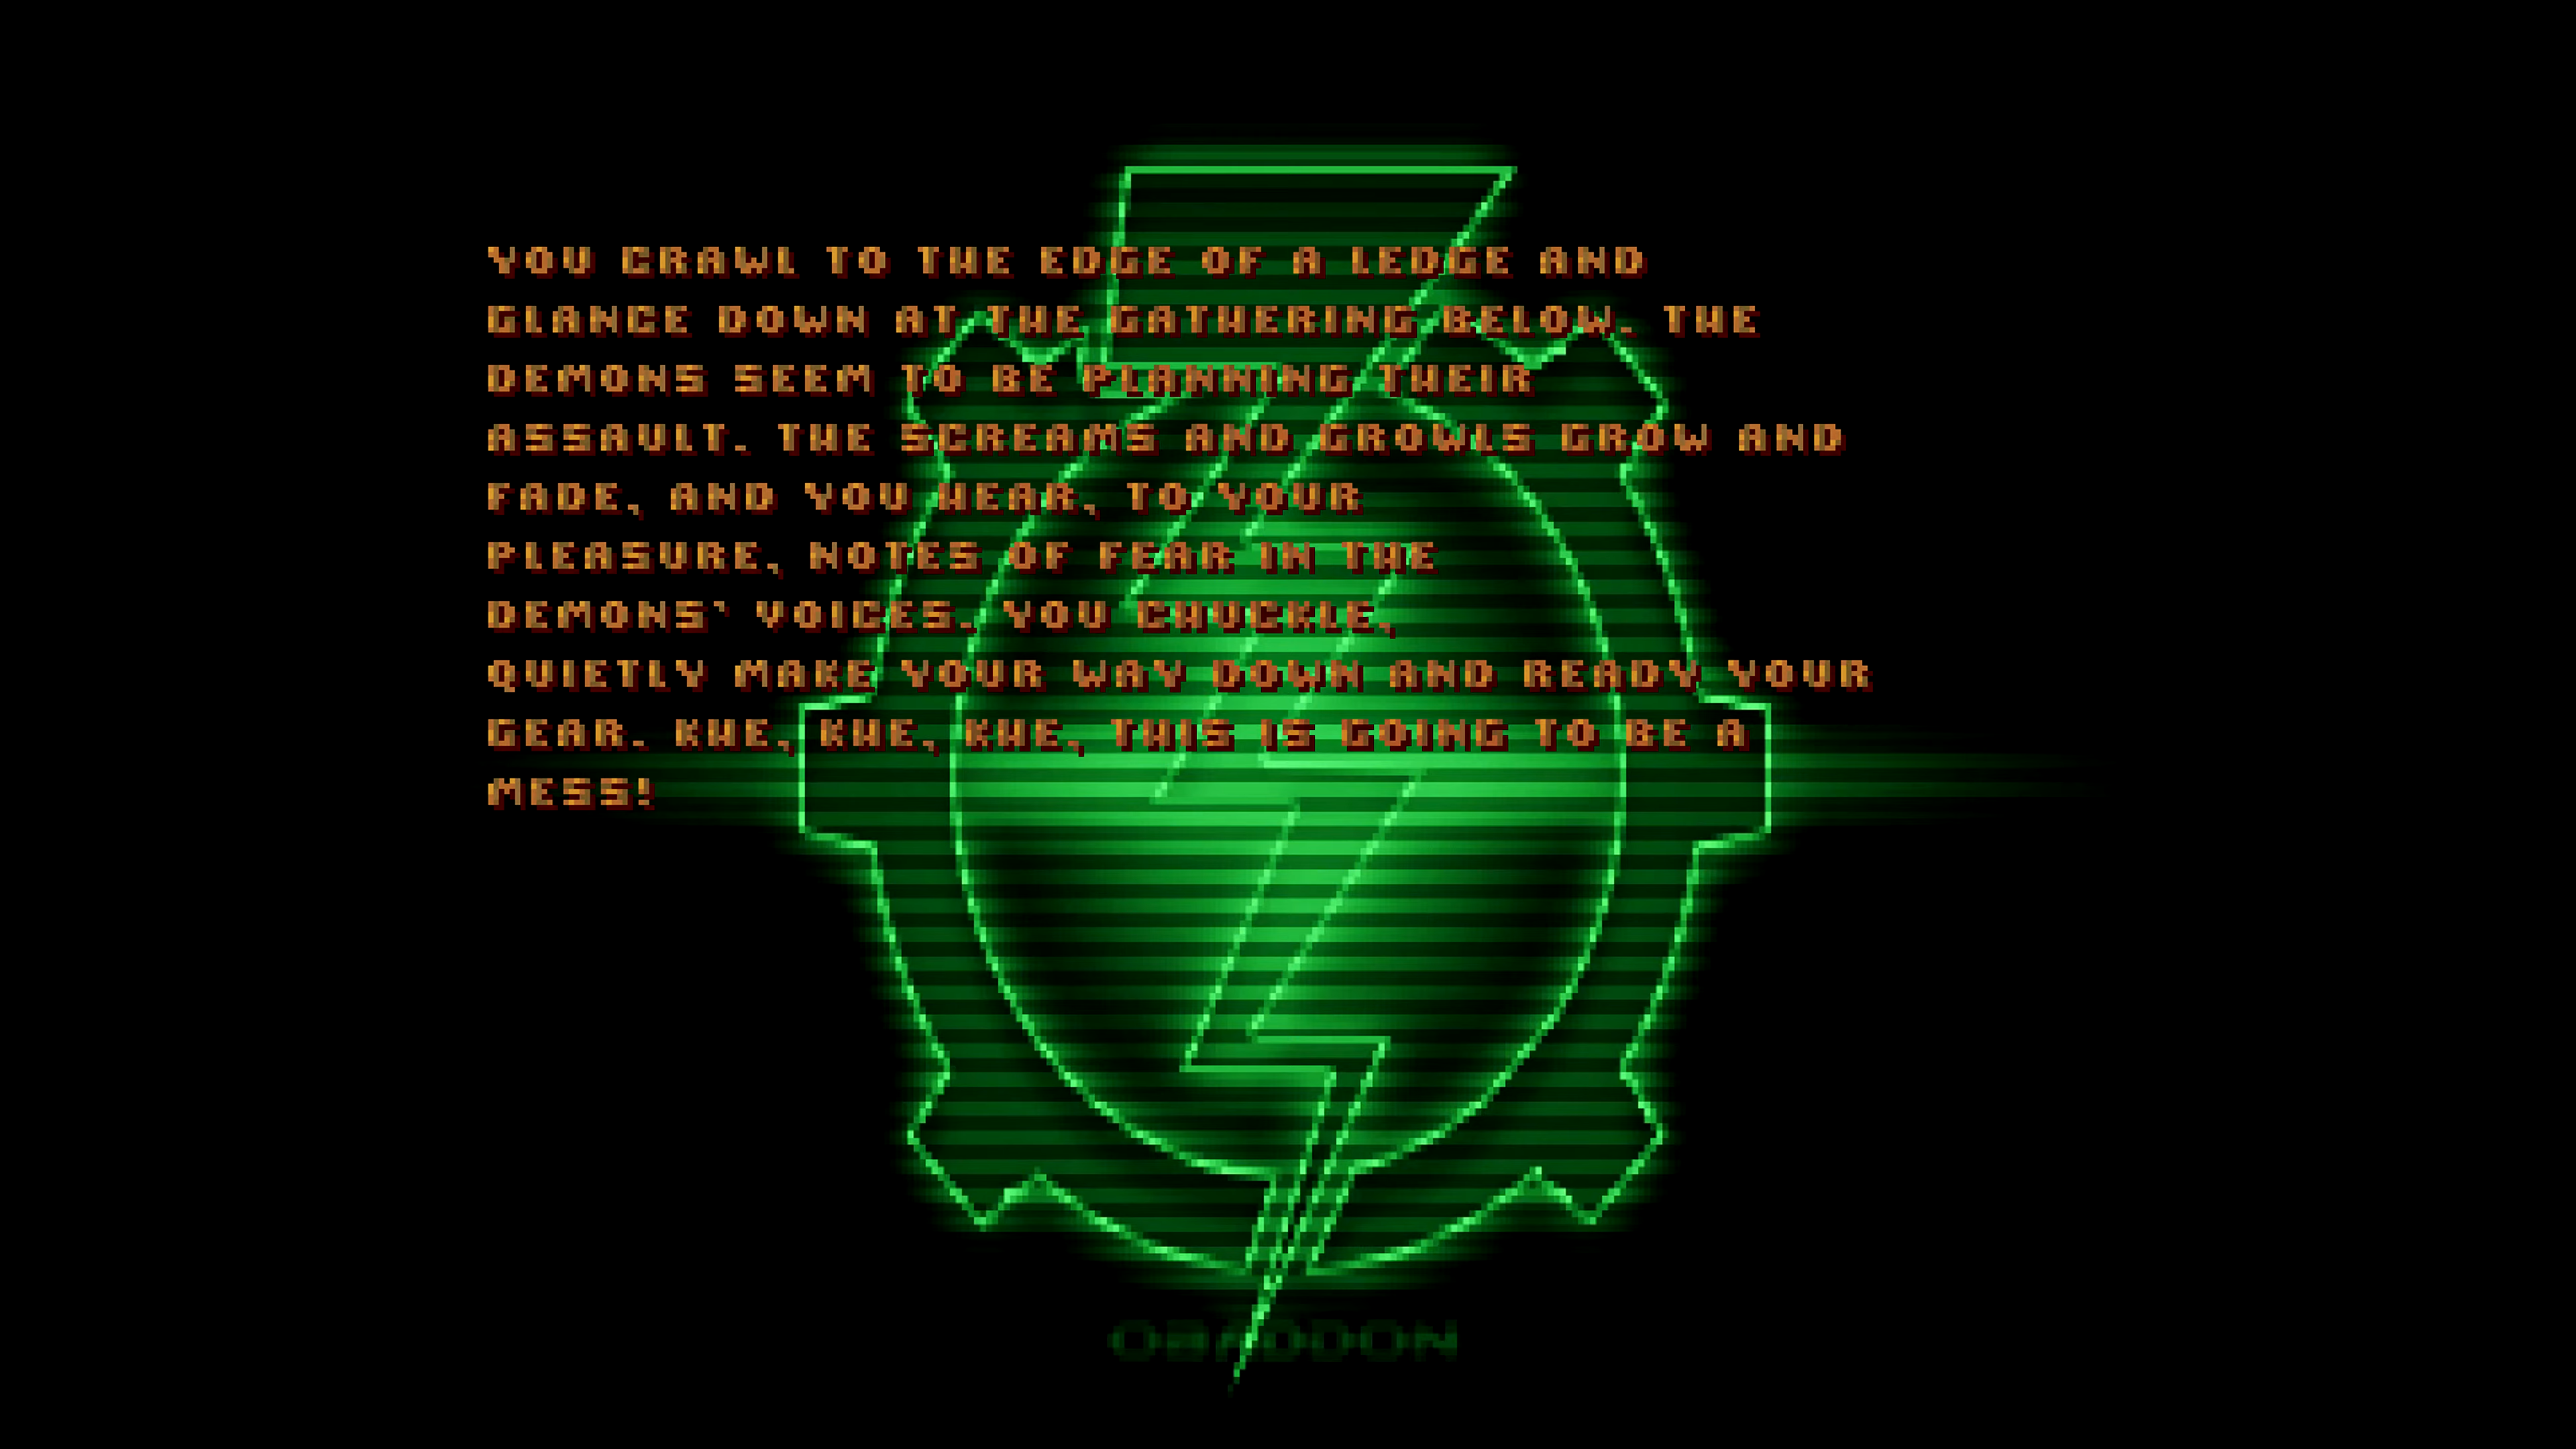 YOU CRAWL TO THE EDGE OF A LEDGE AND
GLANCE DOWN AT THE GATHERING BELOW. THE
DEMONS SEEM TO BE PLANNING THEIR
ASSAULT. THE SCREAMS AND GROWLS GROW AND
FADE, AND YOU HEAR, TO YOUR
PLEASURE, NOTES OF FEAR IN THE
DEMONS' VOICES. YOU CHUCKLE,
QUIETLY MAKE YOUR WAY DOWN AND READY YOUR
GEAR. KHE, KHE, KHE, THIS IS GOING TO BE A
MESS!
OBADDON